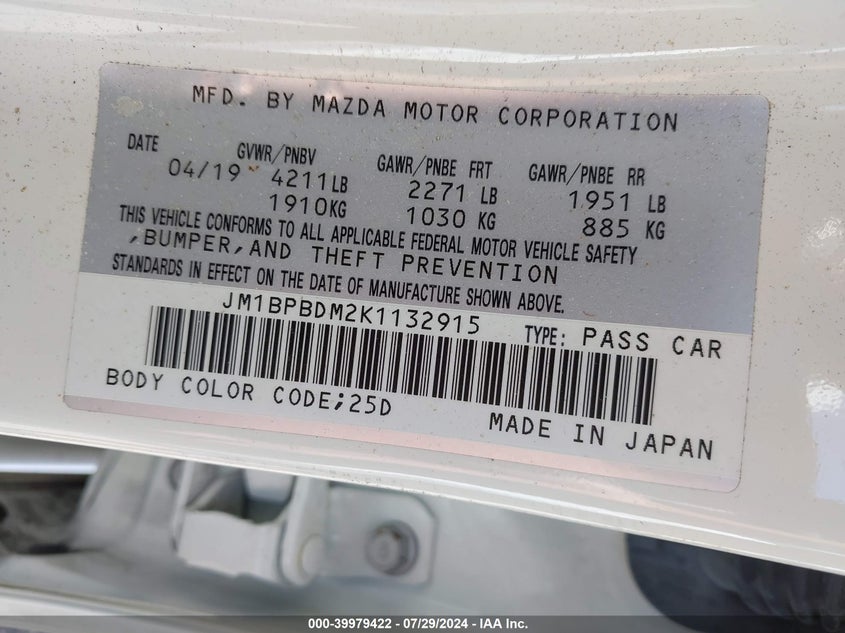 MFD. BY MAZDA MOTOR CORPORATION
DATE GVWR/PNBV GAWR/PNBE FRT GAWR/PNBE RR
04/19 4211LB 2271 LB 1951 LB
1910KG 1030 KG 885 KG
THIS VEHICLE CONFORMS TO ALL APPLICABLE FEDERAL MOTOR VEHICLE SAFETY
,BUMPER,AND THEFT PREVENTION
STANDARDS IN EFFECT ON THE DATE OF MANUFACTURE SHOWN ABOVE.
JM1BPBDM2K1132915 TYPE: PASS CAR
BODY COLOR CODE;25D
MADE IN JAPAN
000-39979422 - 07/29/2024 - IAA Inc.